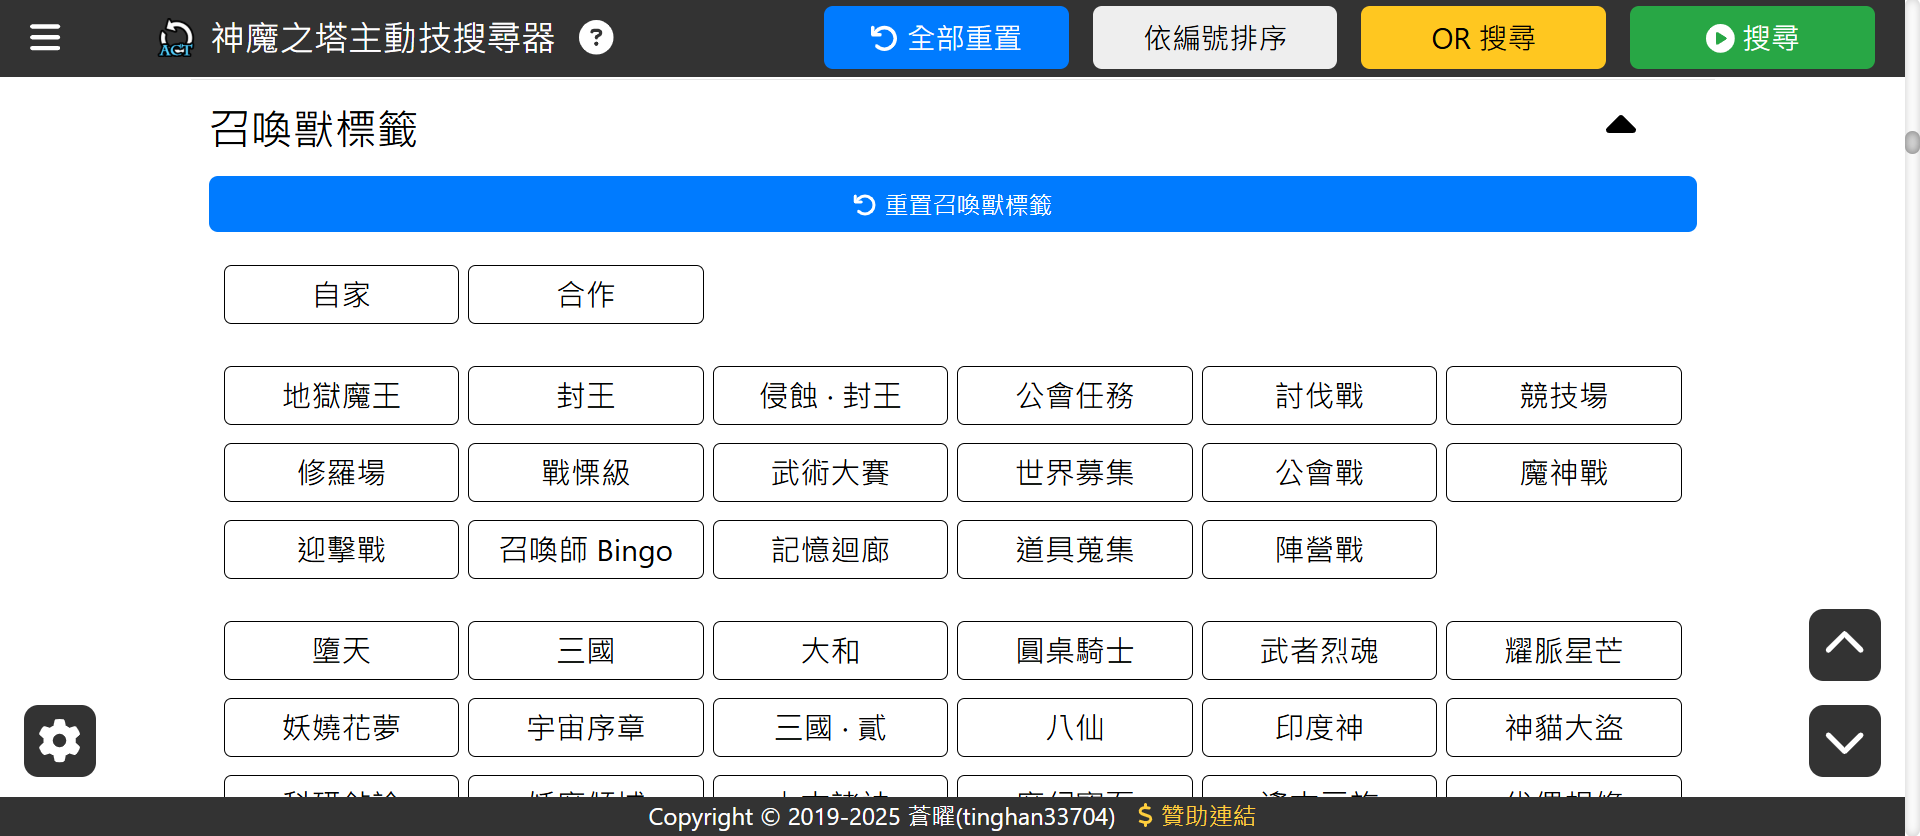 神魔之塔主動技搜尋器 ? 全部重置 依編號排序 OR 搜尋 搜尋
ACT
召喚獸標籤
重置召喚獸標籤
自家 合作
地獄魔王 封王 侵蝕 · 封王 公會任務 討伐戰 競技場
修羅場 戰慄級 武術大賽 世界募集 公會戰 魔神戰
迎擊戰 召喚師 Bingo 記憶迴廊 道具蒐集 陣營戰
墮天 三國 大和 圓桌騎士 武者烈魂 耀脈星芒
妖嬈花夢 宇宙序章 三國 · 貳 八仙 印度神 神貓大盜
Copyright © 2019-2025 蒼曜(tinghan33704) $ 贊助連結